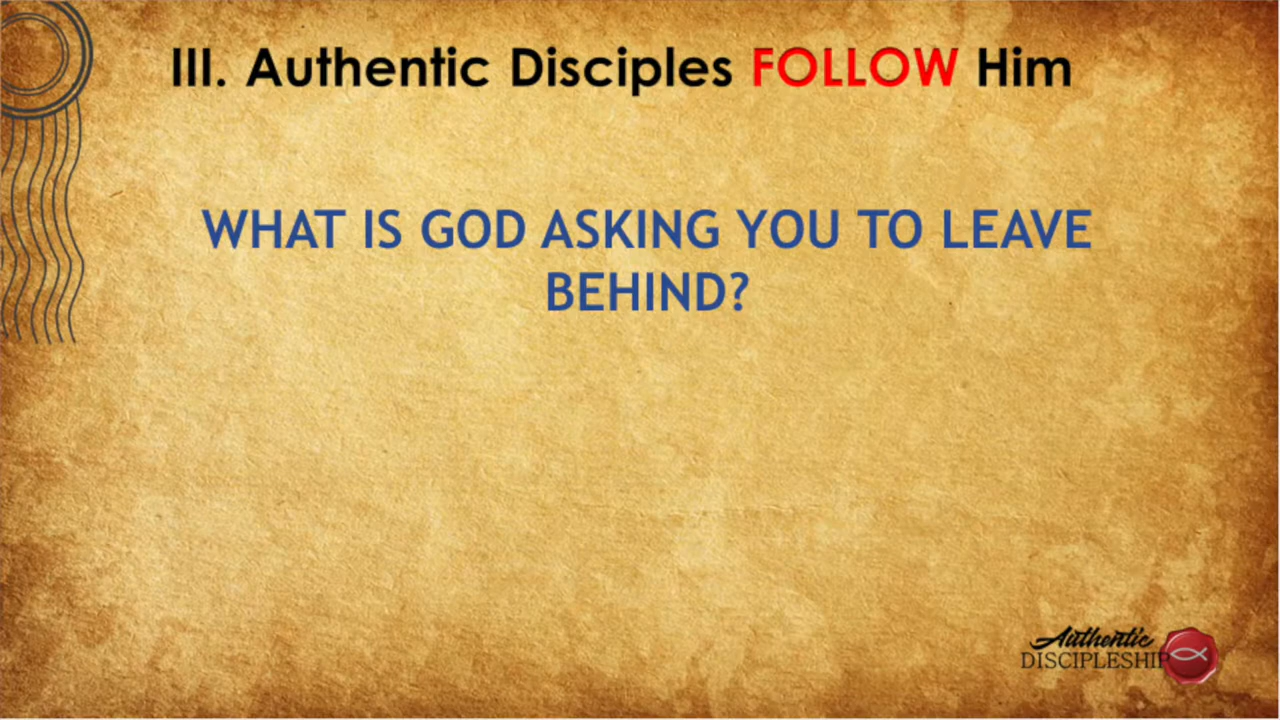 III. Authentic Disciples FOLLOW Him
WHAT IS GOD ASKING YOU TO LEAVE
BEHIND?
Authentic
DISCIPLESHIP